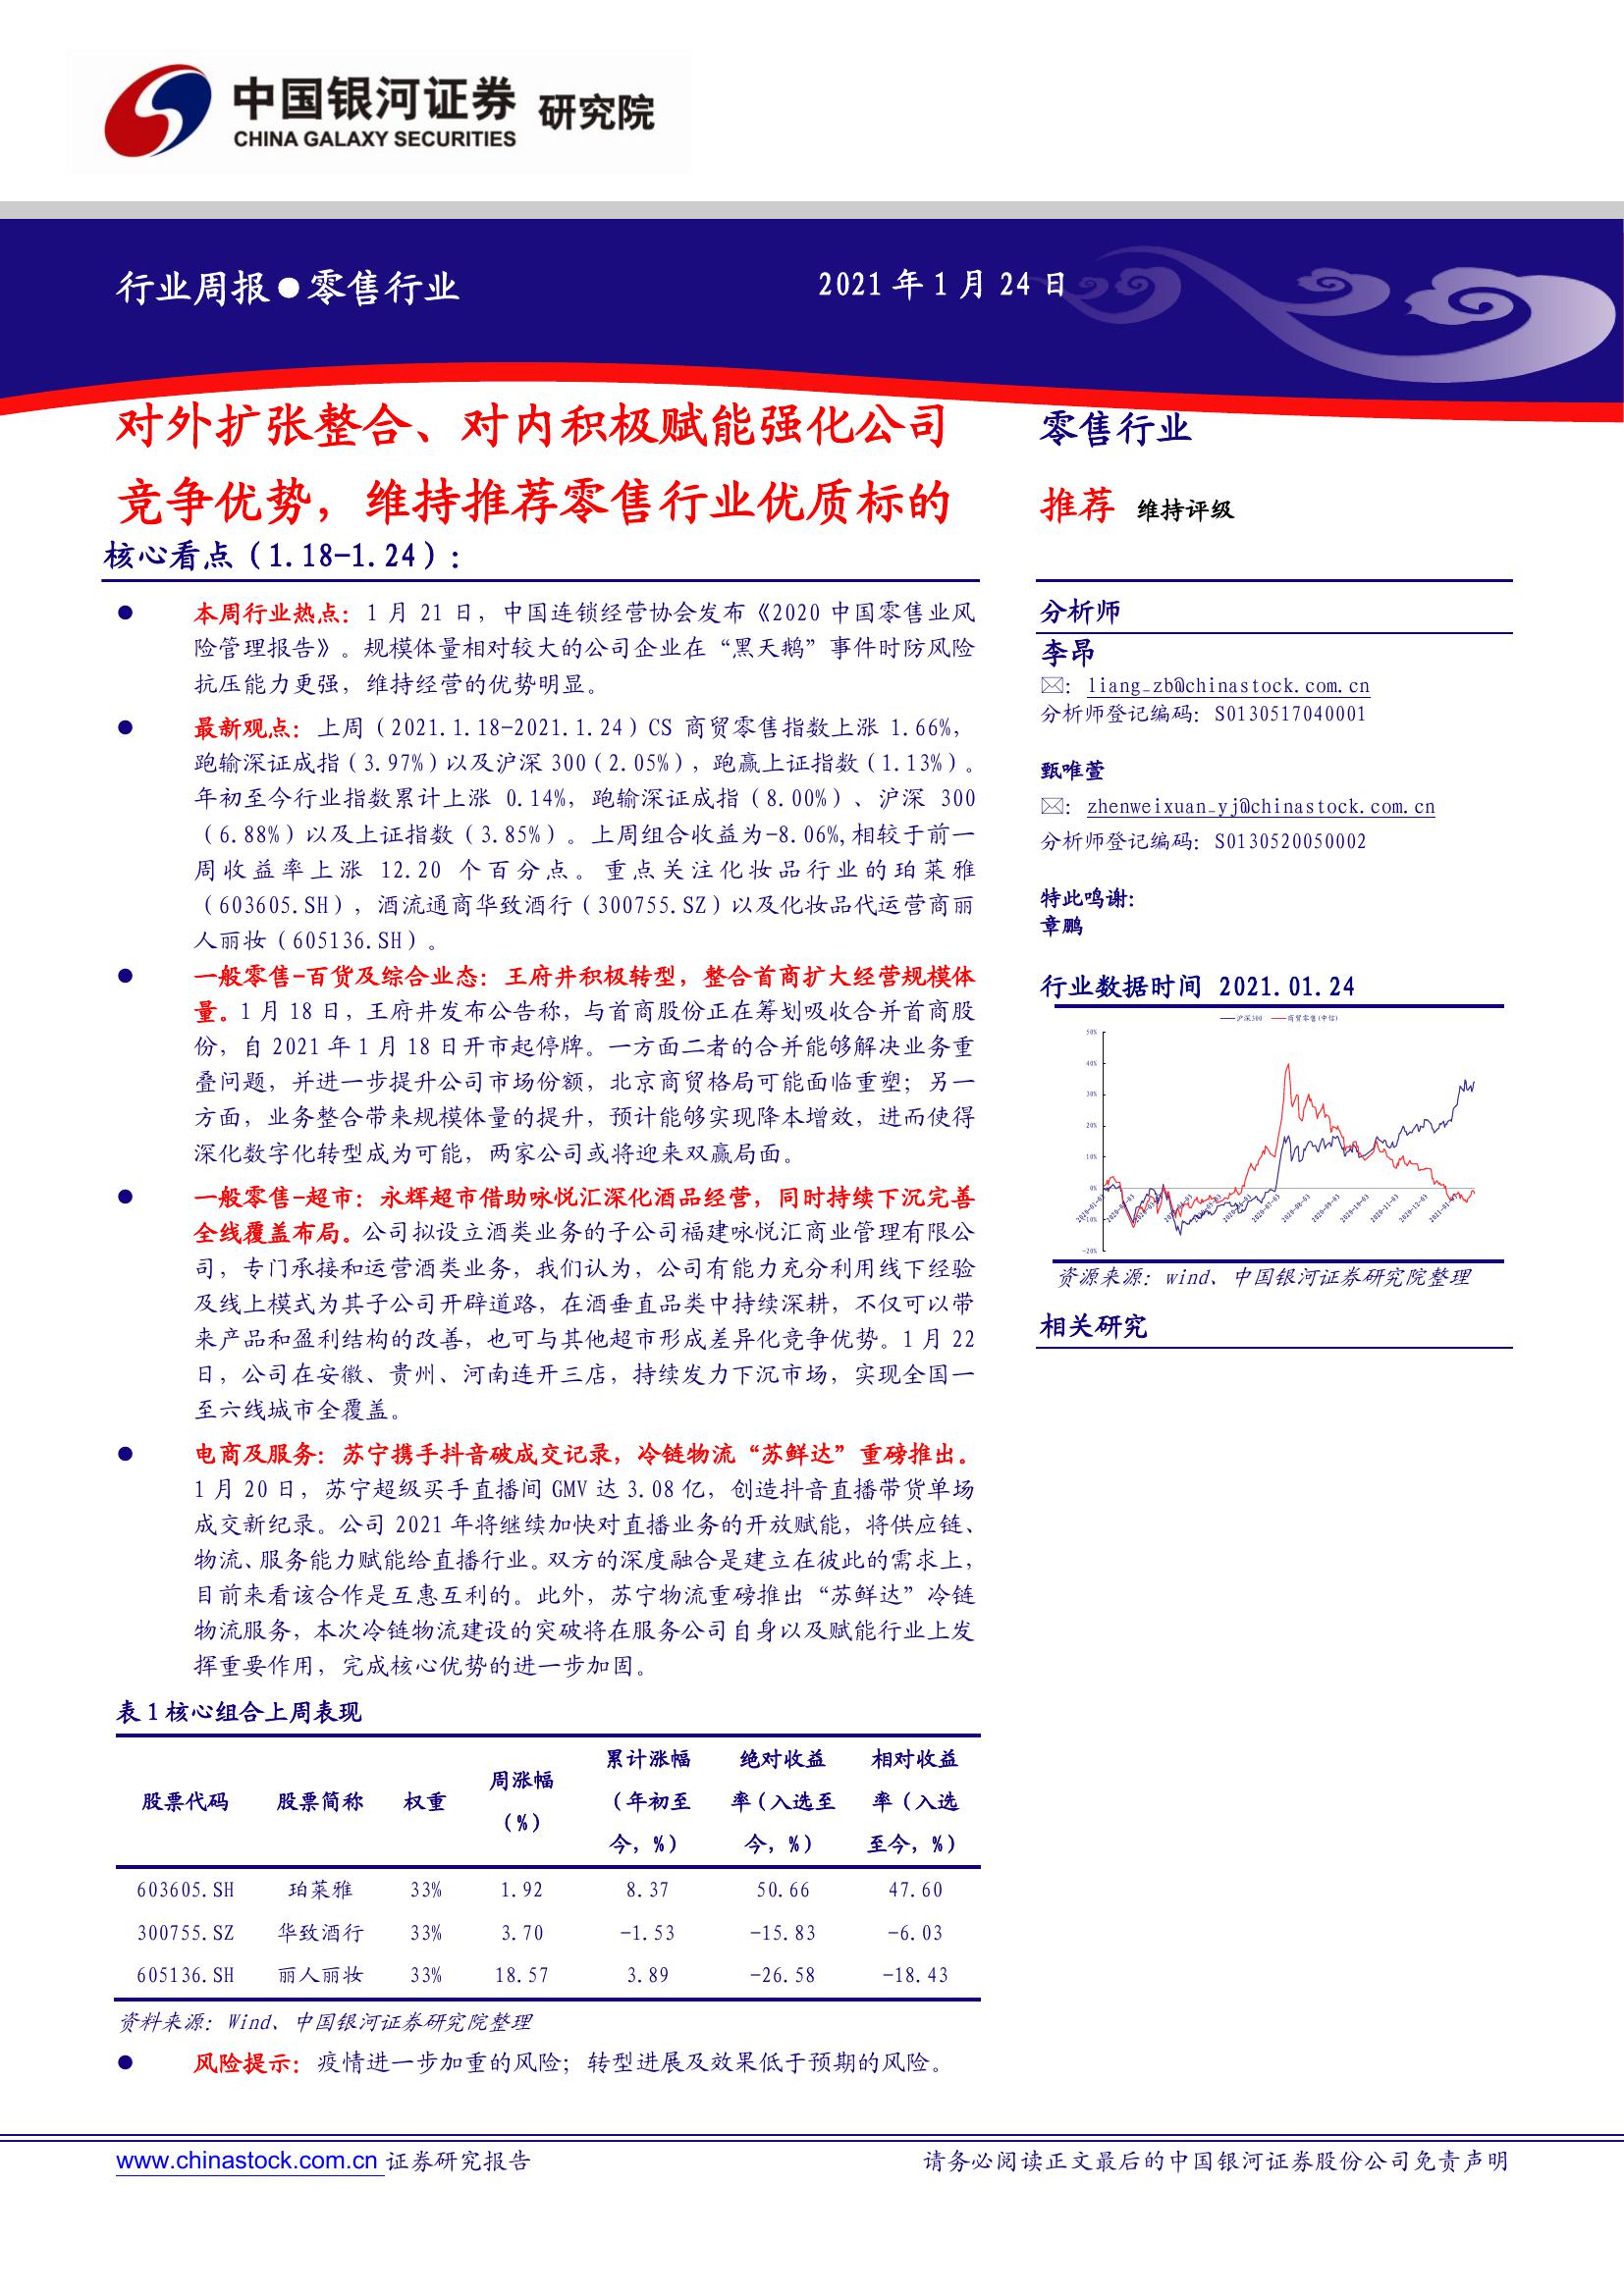 中国银河证券 研究院
CHINA GALAXY SECURITIES
行业周报●零售行业
2021 年 1 月 24 日
对外扩张整合、对内积极赋能强化公司
竞争优势，维持推荐零售行业优质标的
核心看点（1.18-1.24）：
● 本周行业热点：1 月 21 日，中国连锁经营协会发布《2020 中国零售业风
险管理报告》。规模体量相对较大的公司企业在“黑天鹅”事件时防风险
抗压能力更强，维持经营的优势明显。
● 最新观点：上周（2021.1.18-2021.1.24）CS 商贸零售指数上涨 1.66%，
跑输深证成指（3.97%）以及沪深 300（2.05%），跑赢上证指数（1.13%）。
年初至今行业指数累计上涨 0.14%，跑输深证成指（8.00%）、沪深 300
（6.88%）以及上证指数（3.85%）。上周组合收益为-8.06%,相较于前一
周收益率上涨 12.20 个百分点。重点关注化妆品行业的珀莱雅
（603605.SH），酒流通商华致酒行（300755.SZ）以及化妆品代运营商丽
人丽妆（605136.SH）。
● 一般零售-百货及综合业态：王府井积极转型，整合首商扩大经营规模体
量。1 月 18 日，王府井发布公告称，与首商股份正在筹划吸收合并首商股
份，自 2021 年 1 月 18 日开市起停牌。一方面二者的合并能够解决业务重
叠问题，并进一步提升公司市场份额，北京商贸格局可能面临重塑；另一
方面，业务整合带来规模体量的提升，预计能够实现降本增效，进而使得
深化数字化转型成为可能，两家公司或将迎来双赢局面。
● 一般零售-超市：永辉超市借助咏悦汇深化酒品经营，同时持续下沉完善
全线覆盖布局。公司拟设立酒类业务的子公司福建咏悦汇商业管理有限公
司，专门承接和运营酒类业务，我们认为，公司有能力充分利用线下经验
及线上模式为其子公司开辟道路，在酒垂直品类中持续深耕，不仅可以带
来产品和盈利结构的改善，也可与其他超市形成差异化竞争优势。1 月 22
日，公司在安徽、贵州、河南连开三店，持续发力下沉市场，实现全国一
至六线城市全覆盖。
● 电商及服务：苏宁携手抖音破成交记录，冷链物流“苏鲜达”重磅推出。
1 月 20 日，苏宁超级买手直播间 GMV 达 3.08 亿，创造抖音直播带货单场
成交新纪录。公司 2021 年将继续加快对直播业务的开放赋能，将供应链、
物流、服务能力赋能给直播行业。双方的深度融合是建立在彼此的需求上，
目前来看该合作是互惠互利的。此外，苏宁物流重磅推出“苏鲜达”冷链
物流服务，本次冷链物流建设的突破将在服务公司自身以及赋能行业上发
挥重要作用，完成核心优势的进一步加固。
表 1 核心组合上周表现
股票代码 股票简称 权重 周涨幅（%） 累计涨幅（年初至今，%） 绝对收益率（入选至今，%） 相对收益率（入选至今，%）
603605.SH 珀莱雅 33% 1.92 8.37 50.66 47.60
300755.SZ 华致酒行 33% 3.70 -1.53 -15.83 -6.03
605136.SH 丽人丽妆 33% 18.57 3.89 -26.58 -18.43
资料来源：Wind、中国银河证券研究院整理
● 风险提示：疫情进一步加重的风险；转型进展及效果低于预期的风险。
零售行业
推荐 维持评级
分析师
李昂
✉：liang_zb@chinastock.com.cn
分析师登记编码：S0130517040001
甄唯萱
✉：zhenweixuan_yj@chinastock.com.cn
分析师登记编码：S0130520050002
特此鸣谢：
章鹏
行业数据时间 2021.01.24
沪深300 商贸零售(中信)
50%
40%
30%
20%
10%
0%
-10%
-20%
2020-01-03 2020-07-03 2020-08-03 2020-09-03 2020-10-03 2020-11-03 2020-12-03
资源来源：wind、中国银河证券研究院整理
相关研究
www.chinastock.com.cn 证券研究报告
请务必阅读正文最后的中国银河证券股份公司免责声明